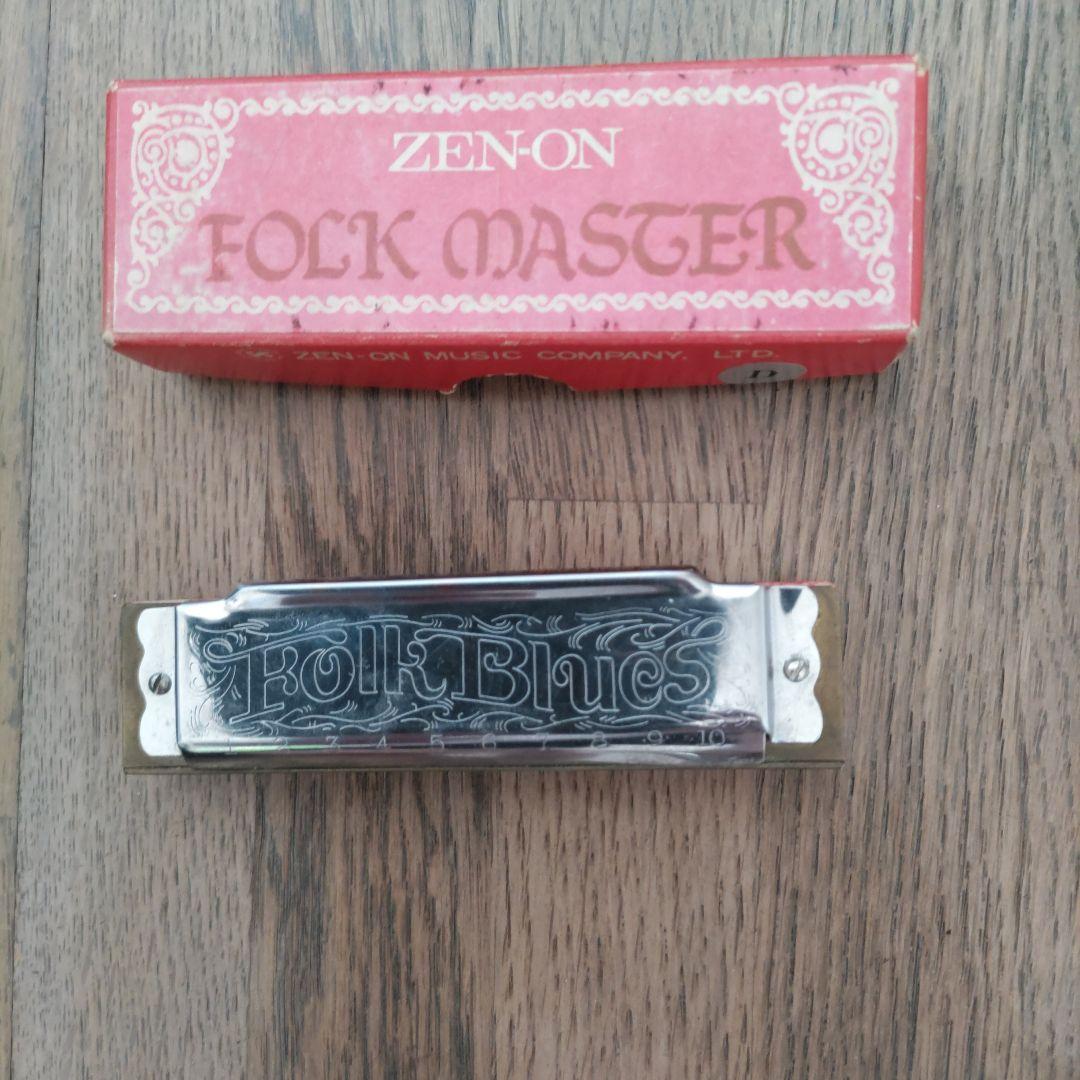 ZEN-ON
FOLK MASTER
ZEN-ON MUSIC COMPANY, LTD.
D
Folk Blues
1 2 3 4 5 6 7 8 9 10